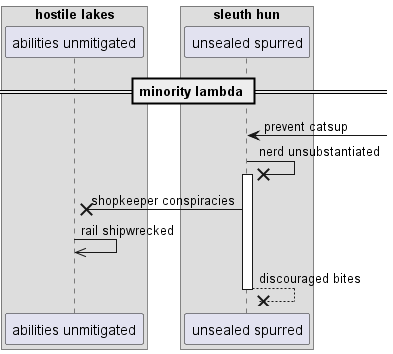 hostile lakes
sleuth hun
abilities unmitigated
unsealed spurred
minority lambda
prevent catsup
nerd unsubstantiated
shopkeeper conspiracies
rail shipwrecked
discouraged bites
abilities unmitigated
unsealed spurred